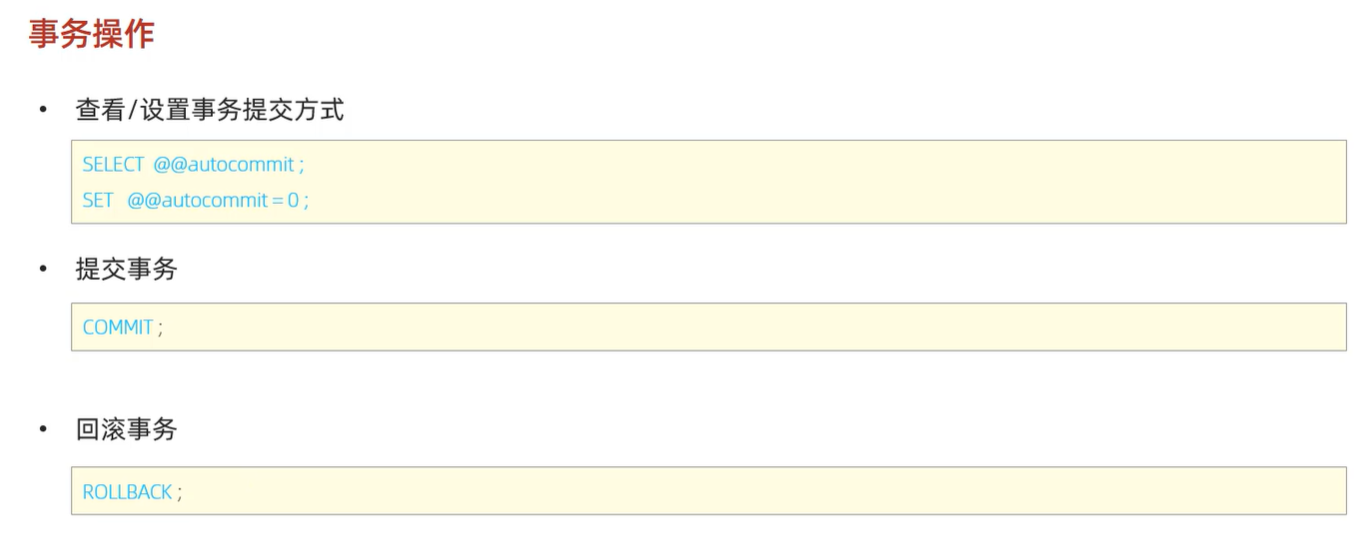 事务操作
• 查看/设置事务提交方式
SELECT @@autocommit ;
SET @@autocommit = 0 ;
• 提交事务
COMMIT ;
• 回滚事务
ROLLBACK ;